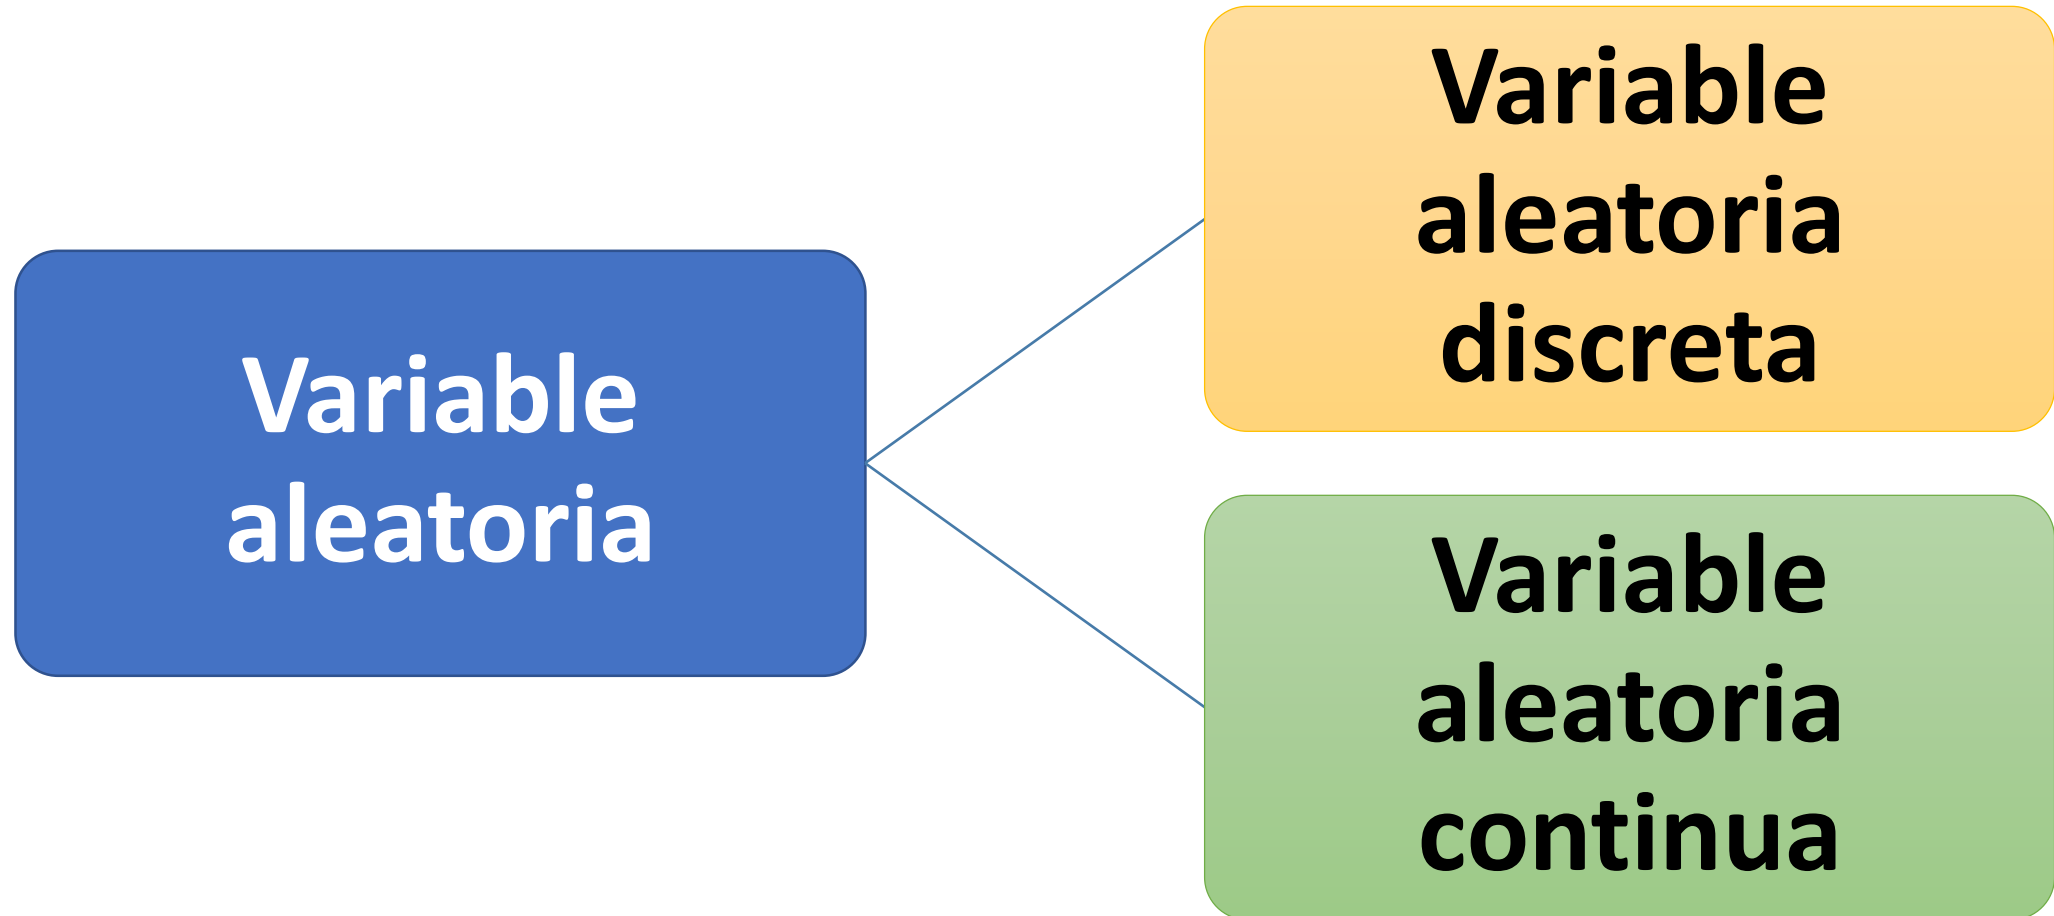 Variable
aleatoria
Variable
aleatoria
discreta
Variable
aleatoria
continua